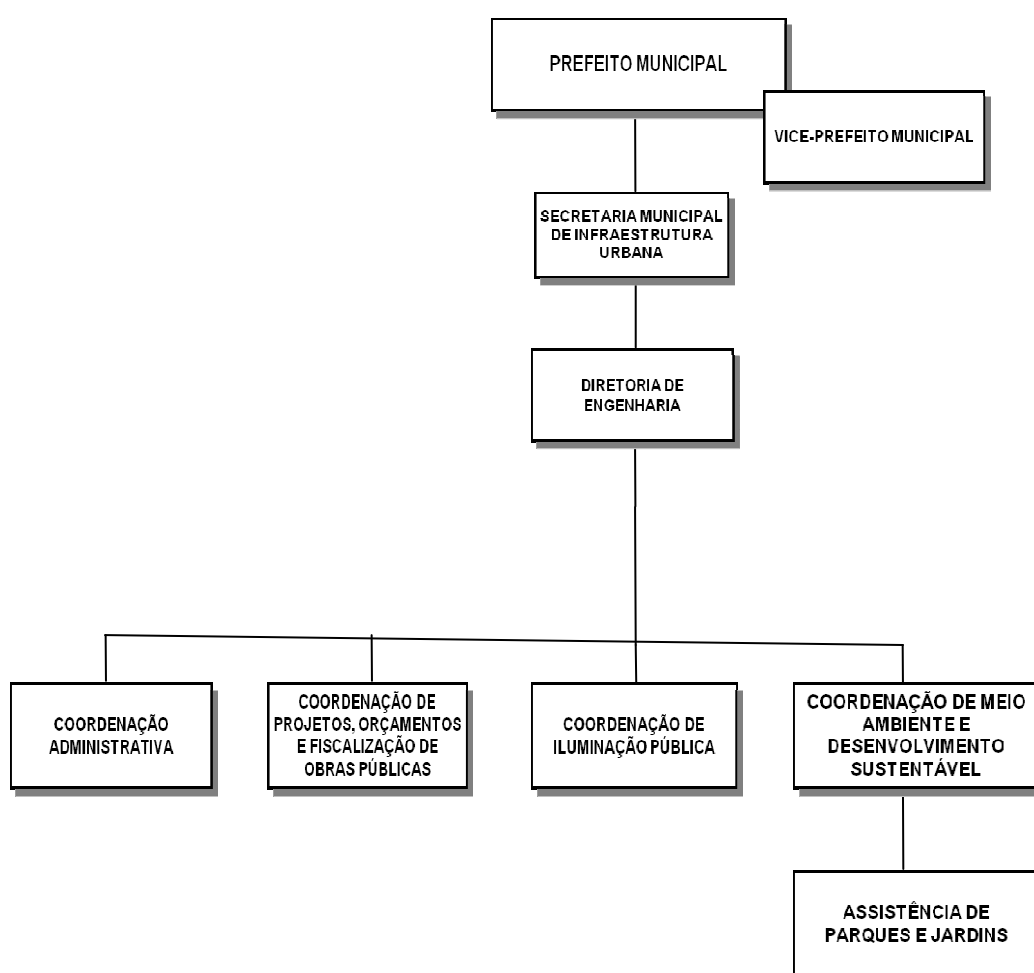 PREFEITO MUNICIPAL
VICE-PREFEITO MUNICIPAL
SECRETARIA MUNICIPAL
DE INFRAESTRUTURA
URBANA
DIRETORIA DE
ENGENHARIA
COORDENAÇÃO
ADMINISTRATIVA
COORDENAÇÃO DE
PROJETOS, ORÇAMENTOS
E FISCALIZAÇÃO DE
OBRAS PÚBLICAS
COORDENAÇÃO DE
ILUMINAÇÃO PÚBLICA
COORDENAÇÃO DE MEIO
AMBIENTE E
DESENVOLVIMENTO
SUSTENTÁVEL
ASSISTÊNCIA DE
PARQUES E JARDINS